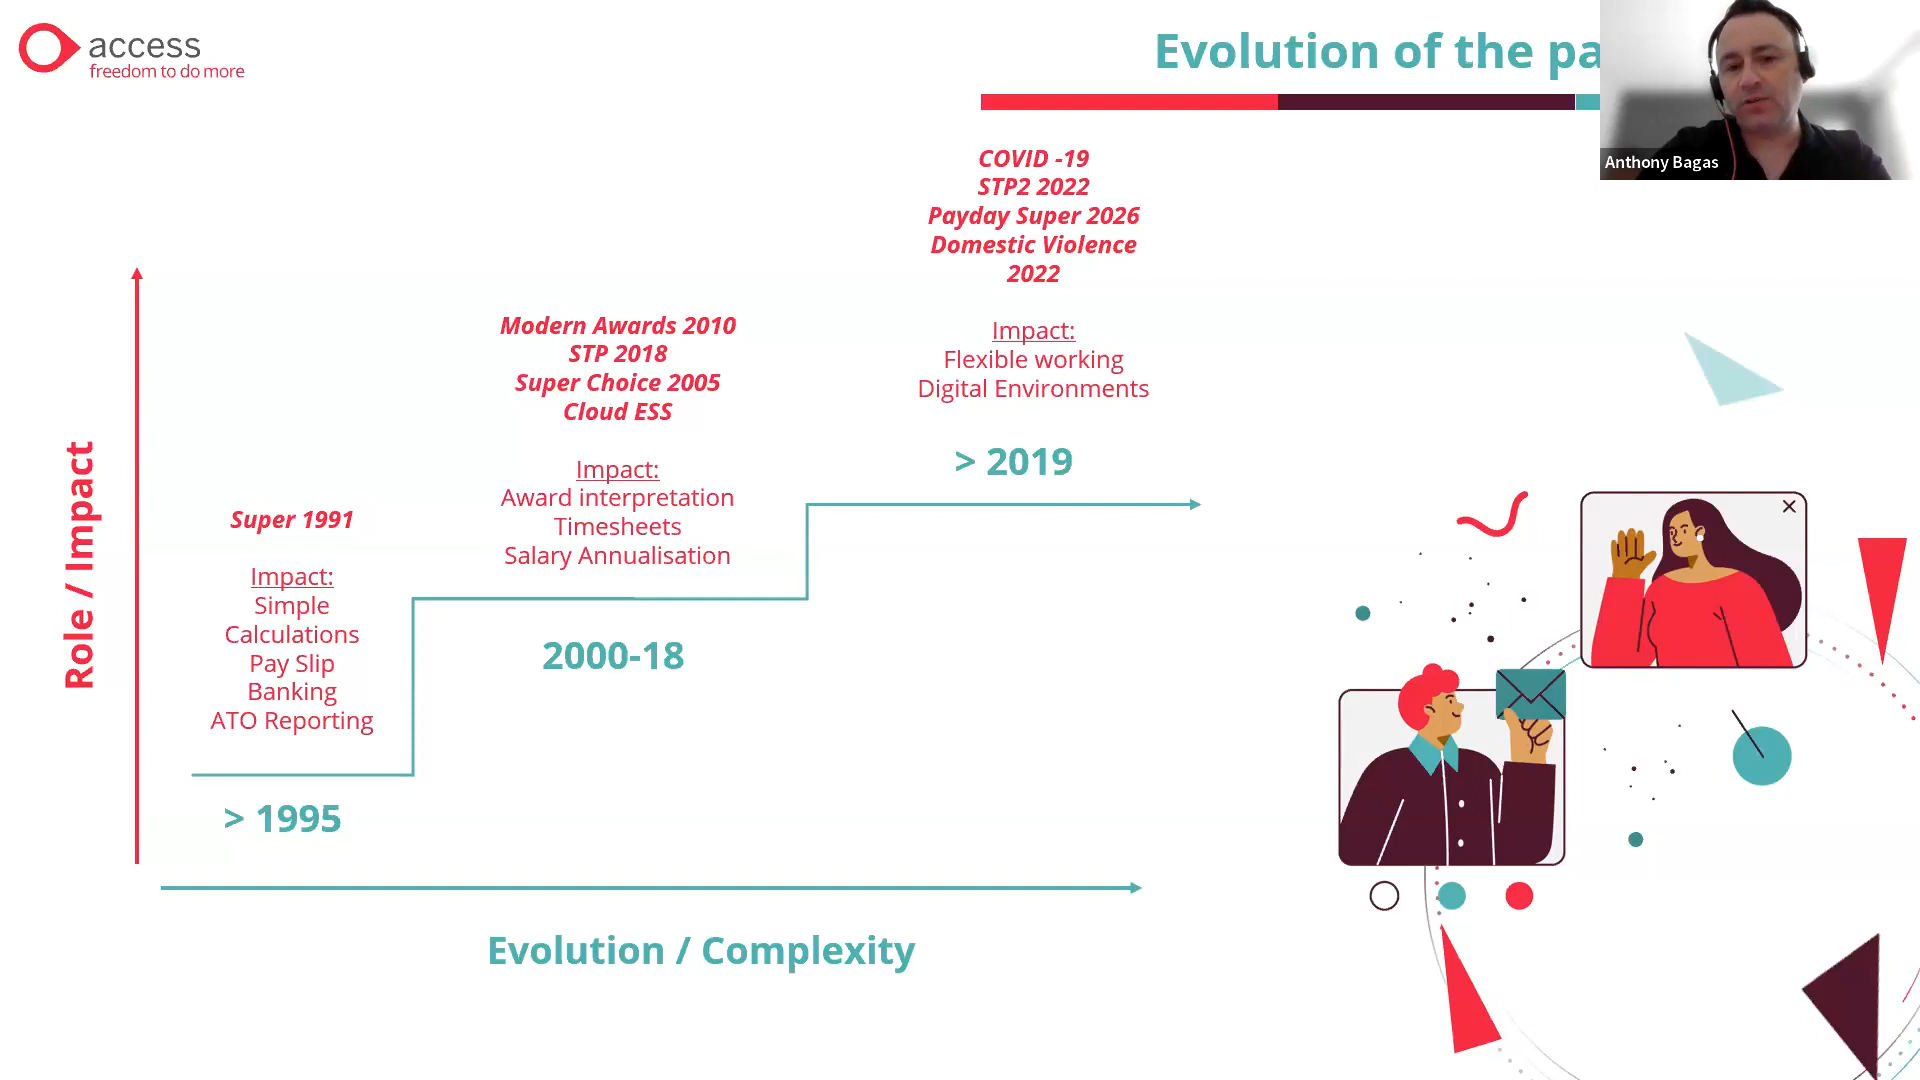 access
freedom to do more
Evolution of the
Anthony Bagas
COVID -19
STP2 2022
Payday Super 2026
Domestic Violence
2022
Impact:
Flexible working
Digital Environments
> 2019
Modern Awards 2010
STP 2018
Super Choice 2005
Cloud ESS
Impact:
Award interpretation
Timesheets
Salary Annualisation
2000-18
Super 1991
Impact:
Simple
Calculations
Pay Slip
Banking
ATO Reporting
> 1995
Role / Impact
Evolution / Complexity